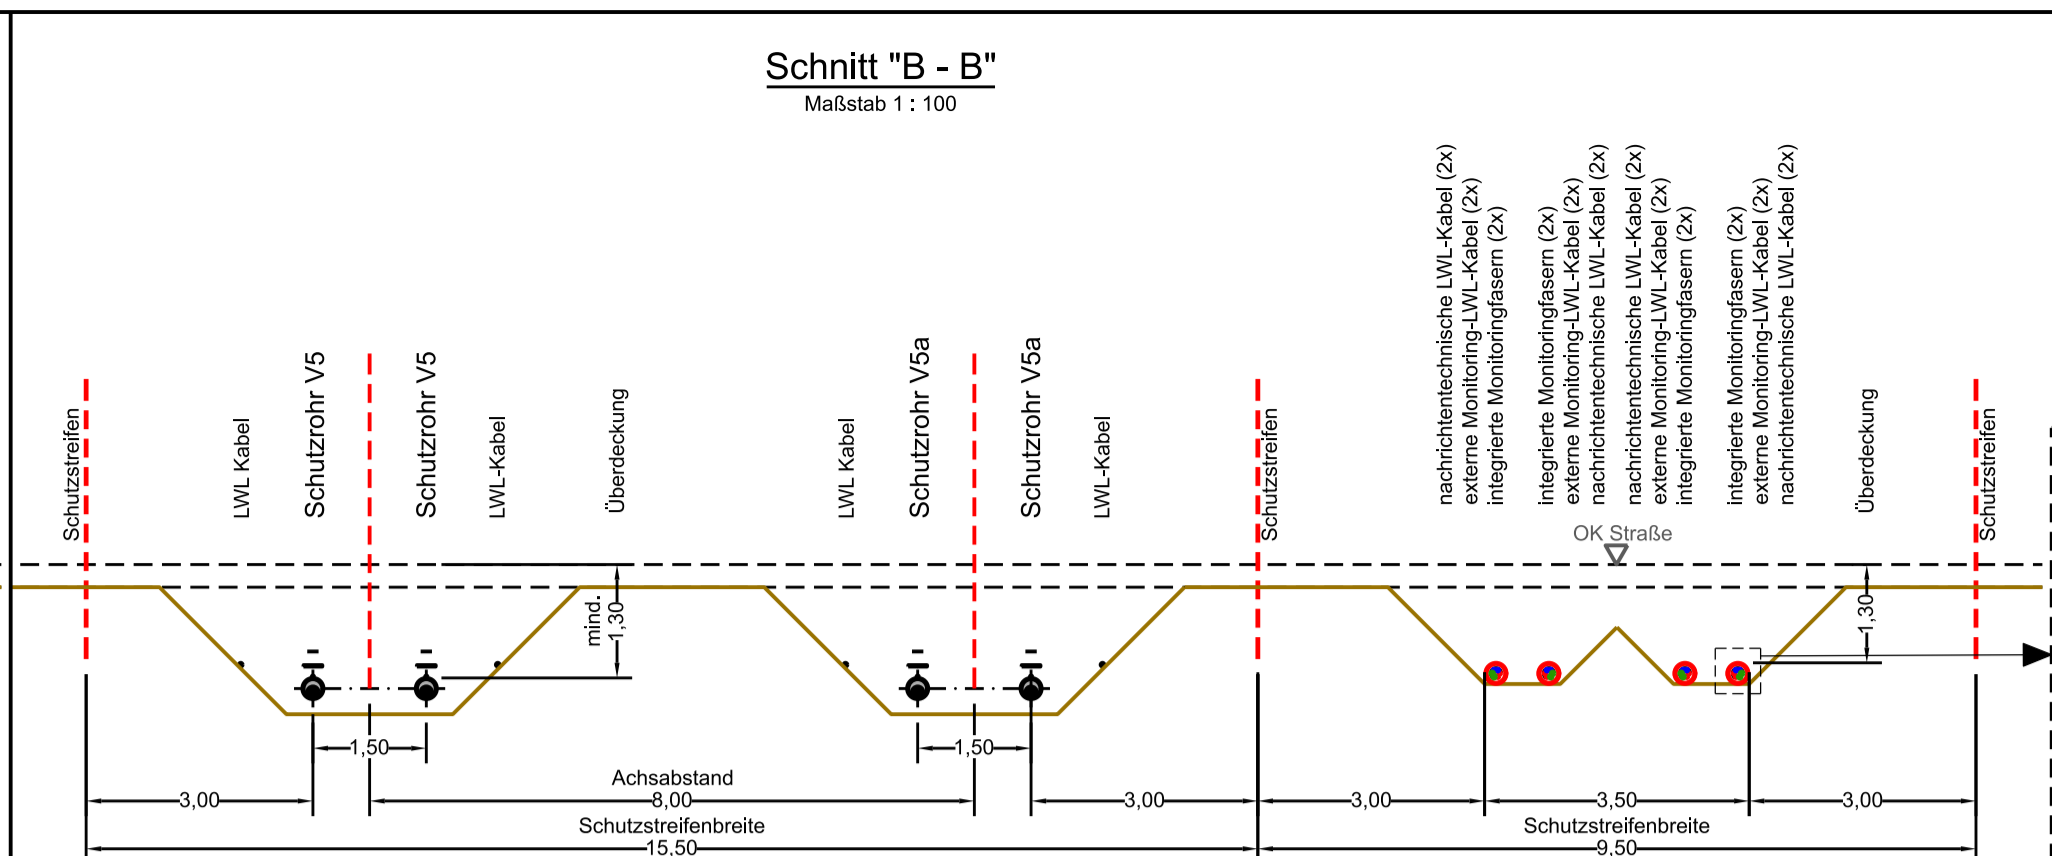 Schnitt "B - B"
Maßstab 1 : 100
Schutzstreifen
LWL Kabel
Schutzrohr V5
Schutzrohr V5
LWL-Kabel
Überdeckung
LWL Kabel
Schutzrohr V5a
Schutzrohr V5a
LWL-Kabel
Schutzstreifen
nachrichtentechnische LWL-Kabel (2x)
externe Monitoring-LWL-Kabel (2x)
integrierte Monitoringfasern (2x)
integrierte Monitoringfasern (2x)
externe Monitoring-LWL-Kabel (2x)
nachrichtentechnische LWL-Kabel (2x)
nachrichtentechnische LWL-Kabel (2x)
externe Monitoring-LWL-Kabel (2x)
integrierte Monitoringfasern (2x)
integrierte Monitoringfasern (2x)
externe Monitoring-LWL-Kabel (2x)
nachrichtentechnische LWL-Kabel (2x)
Überdeckung
Schutzstreifen
OK Straße
mind.
1,30
1,30
1,50
1,50
Achsabstand
3,00
8,00
3,00
3,00
3,50
3,00
Schutzstreifenbreite
Schutzstreifenbreite
15,50
9,50